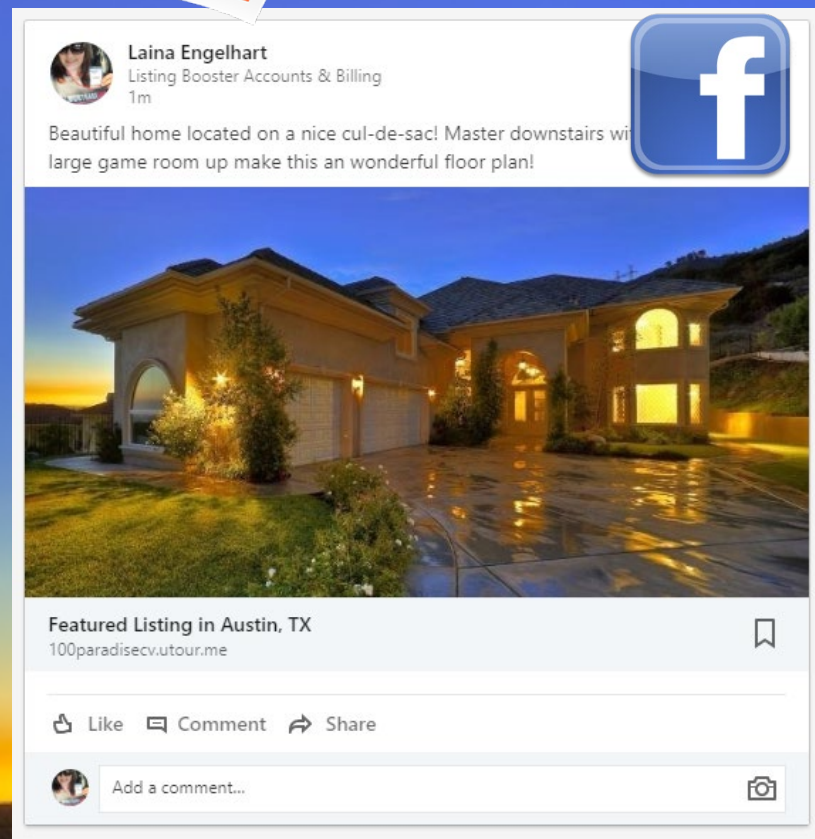 Laina Engelhart
Listing Booster Accounts & Billing
1m
Beautiful home located on a nice cul-de-sac! Master downstairs
large game room up make this an wonderful floor plan!
f
Featured Listing in Austin, TX
100paradisecv.utour.me
Like Comment Share
Add a comment...